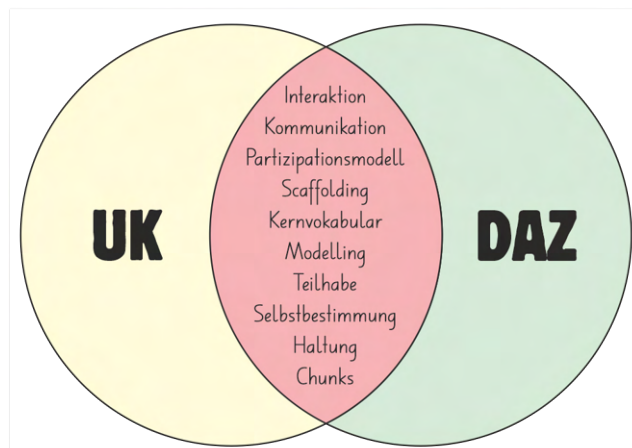 UK
Interaktion
Kommunikation
Partizipationsmodell
Scaffolding
Kernvokabular
Modelling
Teilhabe
Selbstbestimmung
Haltung
Chunks
DAZ